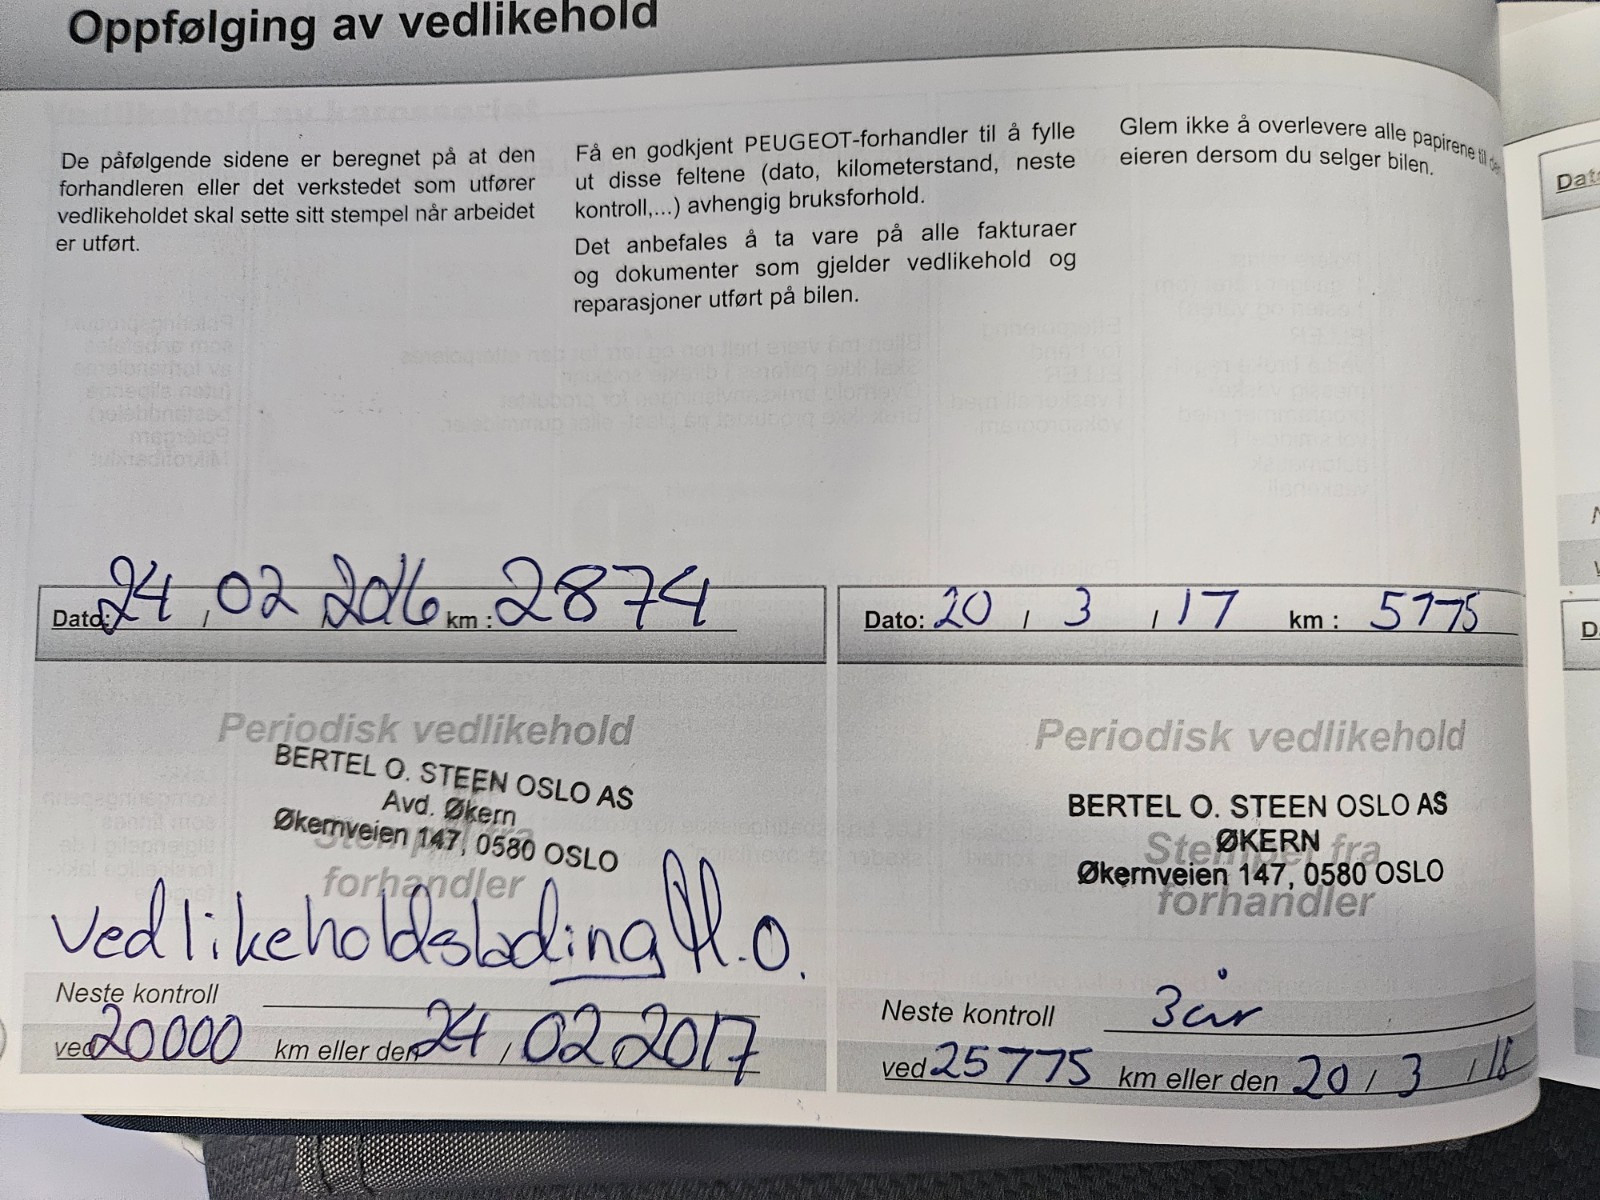 Oppfølging av vedlikehold
De påfølgende sidene er beregnet på at den
forhandleren eller det verkstedet som utfører
vedlikeholdet skal sette sitt stempel når arbeidet
er utført.
Få en godkjent PEUGEOT-forhandler til å fylle
ut disse feltene (dato, kilometerstand, neste
kontroll,...) avhengig bruksforhold.
Det anbefales å ta vare på alle fakturaer
og dokumenter som gjelder vedlikehold og
reparasjoner utført på bilen.
Glem ikke å overlevere alle papirene til
eieren dersom du selger bilen.
Dato: 24 / 02 2016 km : 2874
Periodisk vedlikehold
BERTEL O. STEEN OSLO AS
Avd. Økern
Økernveien 147, 0580 OSLO
Stempel fra
forhandler
Vedlikeholdslading
Neste kontroll
ved 20000 km eller den 24 / 02 2017
Dato: 20 / 3 / 17 km : 5775
Periodisk vedlikehold
BERTEL O. STEEN OSLO AS
ØKERN
Stempel fra
Økernveien 147, 0580 OSLO
forhandler
Neste kontroll 3 år
ved 25775 km eller den 20 / 3 / 18